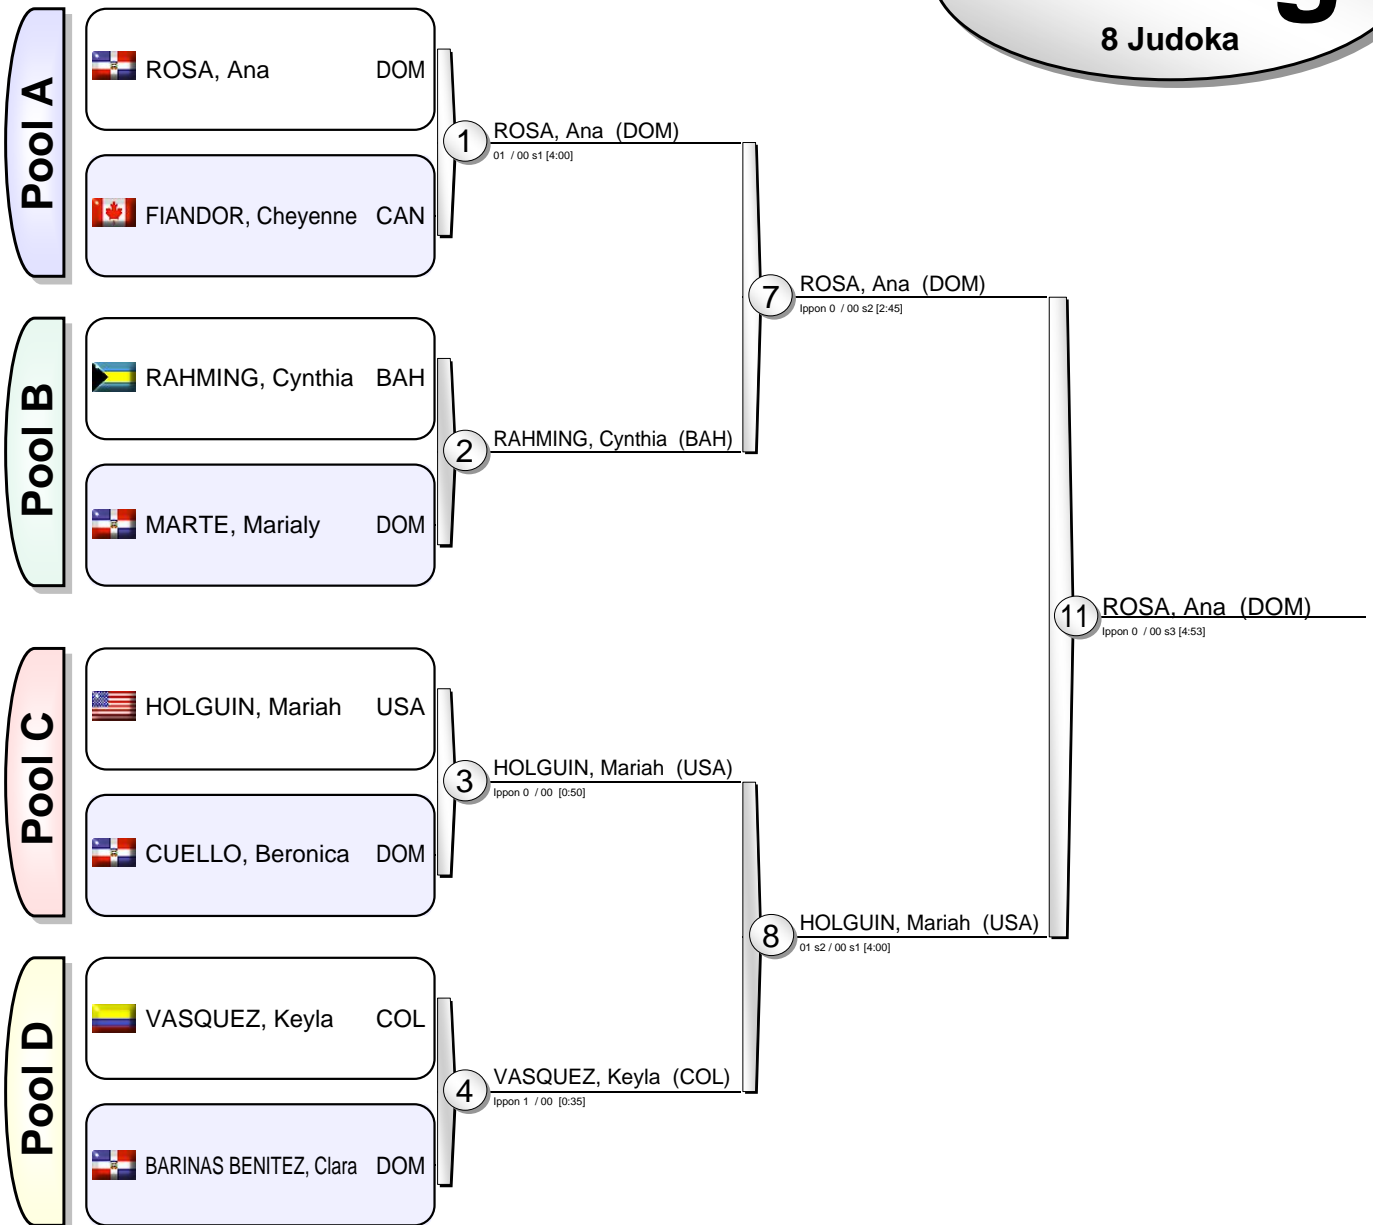 8 Judoka
Pool A
ROSA, Ana DOM
FIANDOR, Cheyenne CAN
1
ROSA, Ana (DOM)
01 / 00 s1 [4:00]
Pool B
RAHMING, Cynthia BAH
MARTE, Marialy DOM
2
RAHMING, Cynthia (BAH)
7
ROSA, Ana (DOM)
Ippon 0 / 00 s2 [2:45]
Pool C
HOLGUIN, Mariah USA
CUELLO, Beronica DOM
3
HOLGUIN, Mariah (USA)
Ippon 0 / 00 [0:50]
Pool D
VASQUEZ, Keyla COL
BARINAS BENITEZ, Clara DOM
4
VASQUEZ, Keyla (COL)
Ippon 1 / 00 [0:35]
8
HOLGUIN, Mariah (USA)
01 s2 / 00 s1 [4:00]
11
ROSA, Ana (DOM)
Ippon 0 / 00 s3 [4:53]